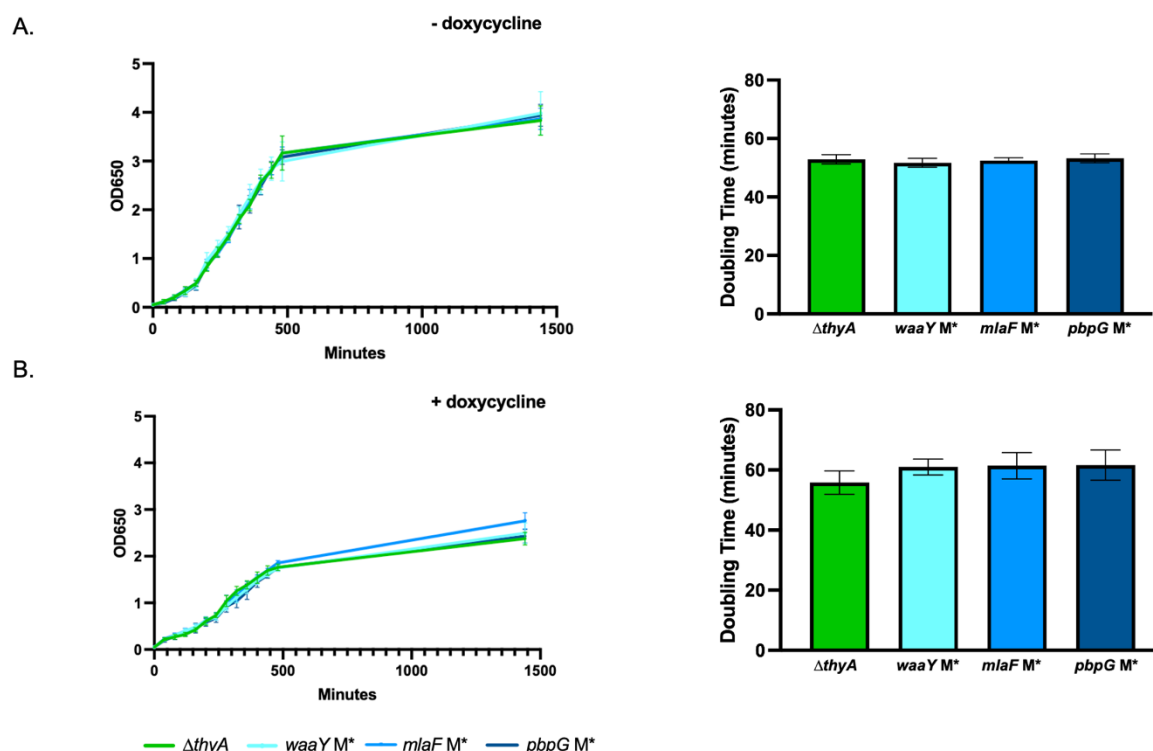 A.
- doxycycline
5
4
3
2
1
0
OD650
0
500
1000
1500
Minutes
80
60
40
20
0
Doubling Time (minutes)
ΔthyA
waaY M*
mlaF M*
pbpG M*
B.
+ doxycycline
5
4
3
2
1
0
OD650
0
500
1000
1500
Minutes
80
60
40
20
0
Doubling Time (minutes)
ΔthyA
waaY M*
mlaF M*
pbpG M*
ΔthyA waaY M* mlaF M* pbpG M*